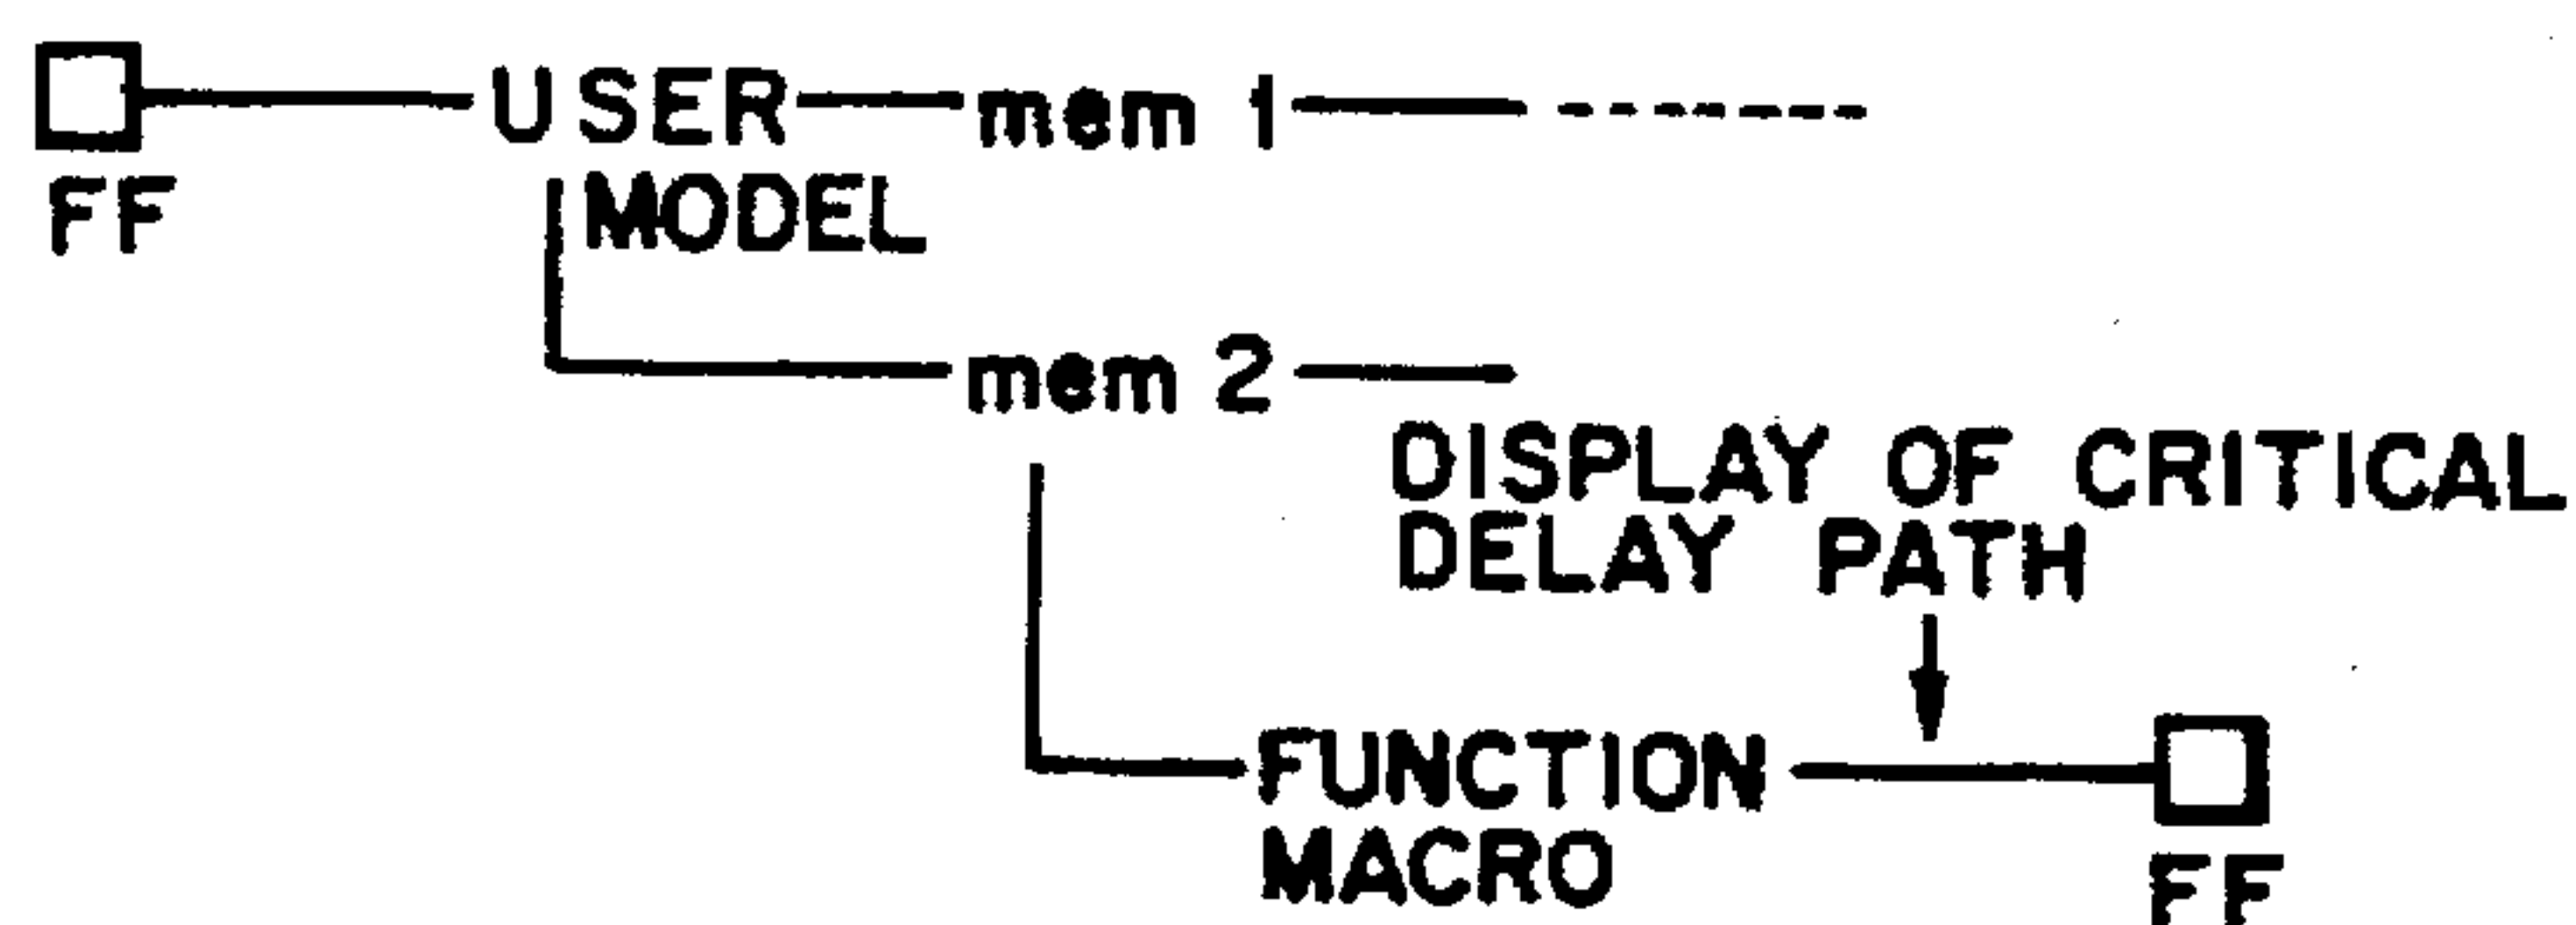 USER mem 1
FF MODEL
mem 2
DISPLAY OF CRITICAL
DELAY PATH
FUNCTION
MACRO
FF